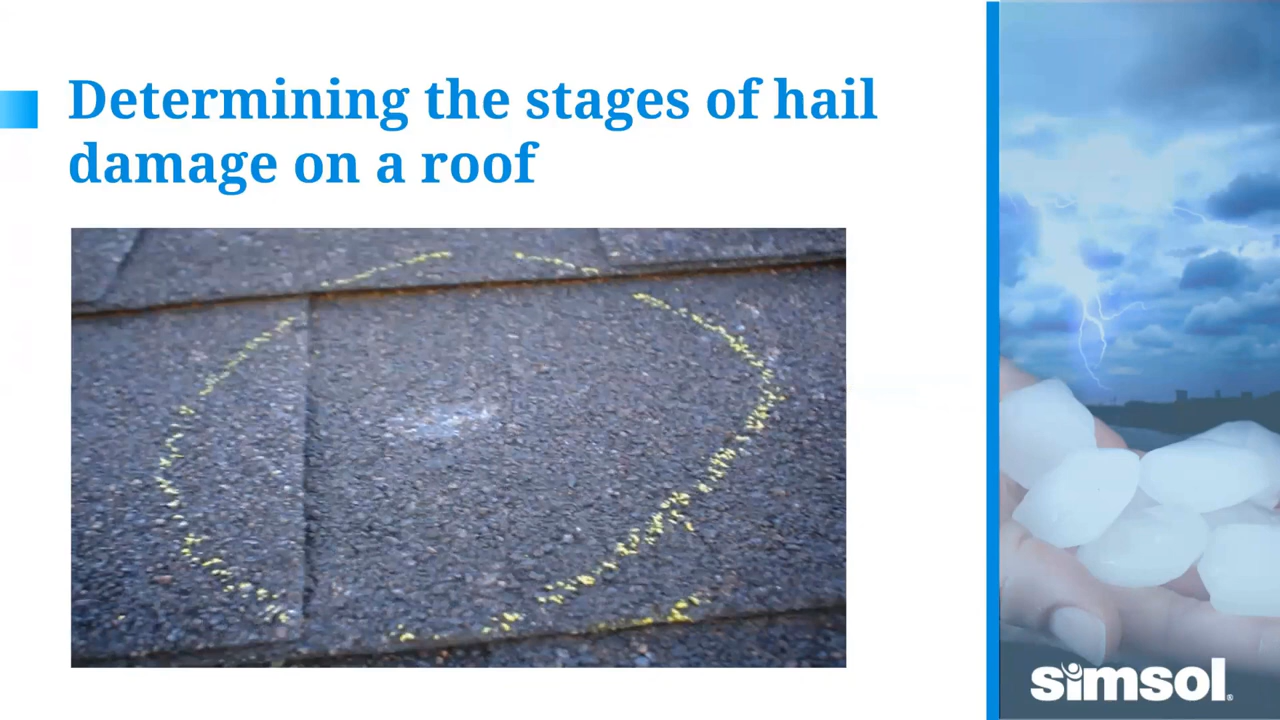 Determining the stages of hail
damage on a roof
simsol